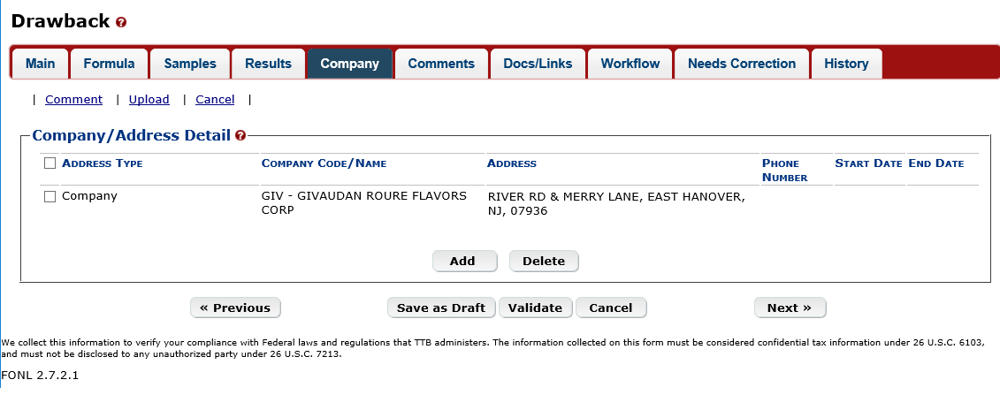 Drawback ?
Main Formula Samples Results Company Comments Docs/Links Workflow Needs Correction History
| Comment | Upload | Cancel |
Company/Address Detail ?
Address Type Company Code/Name Address Phone Number Start Date End Date
Company GIV - GIVAUDAN ROURE FLAVORS CORP RIVER RD & MERRY LANE, EAST HANOVER, NJ, 07936
Add Delete
« Previous Save as Draft Validate Cancel Next »
We collect this information to verify your compliance with Federal laws and regulations that TTB administers. The information collected on this form must be considered confidential tax information under 26 U.S.C. 6103,
and must not be disclosed to any unauthorized party under 26 U.S.C. 7213.
FONL 2.7.2.1